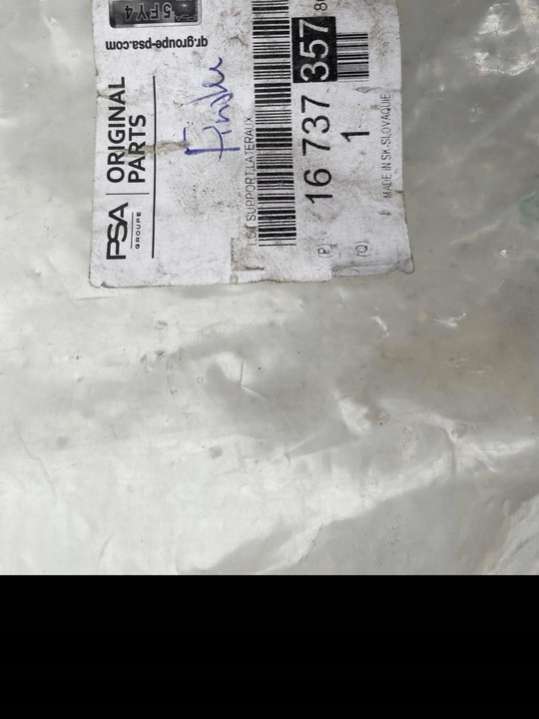 PSA
GROUPE
ORIGINAL
PARTS
5FY4
qr.groupe-psa.com
SUPPORT LATERAUX
16 737 357
1
MADE IN SK-SLOVAQUIE